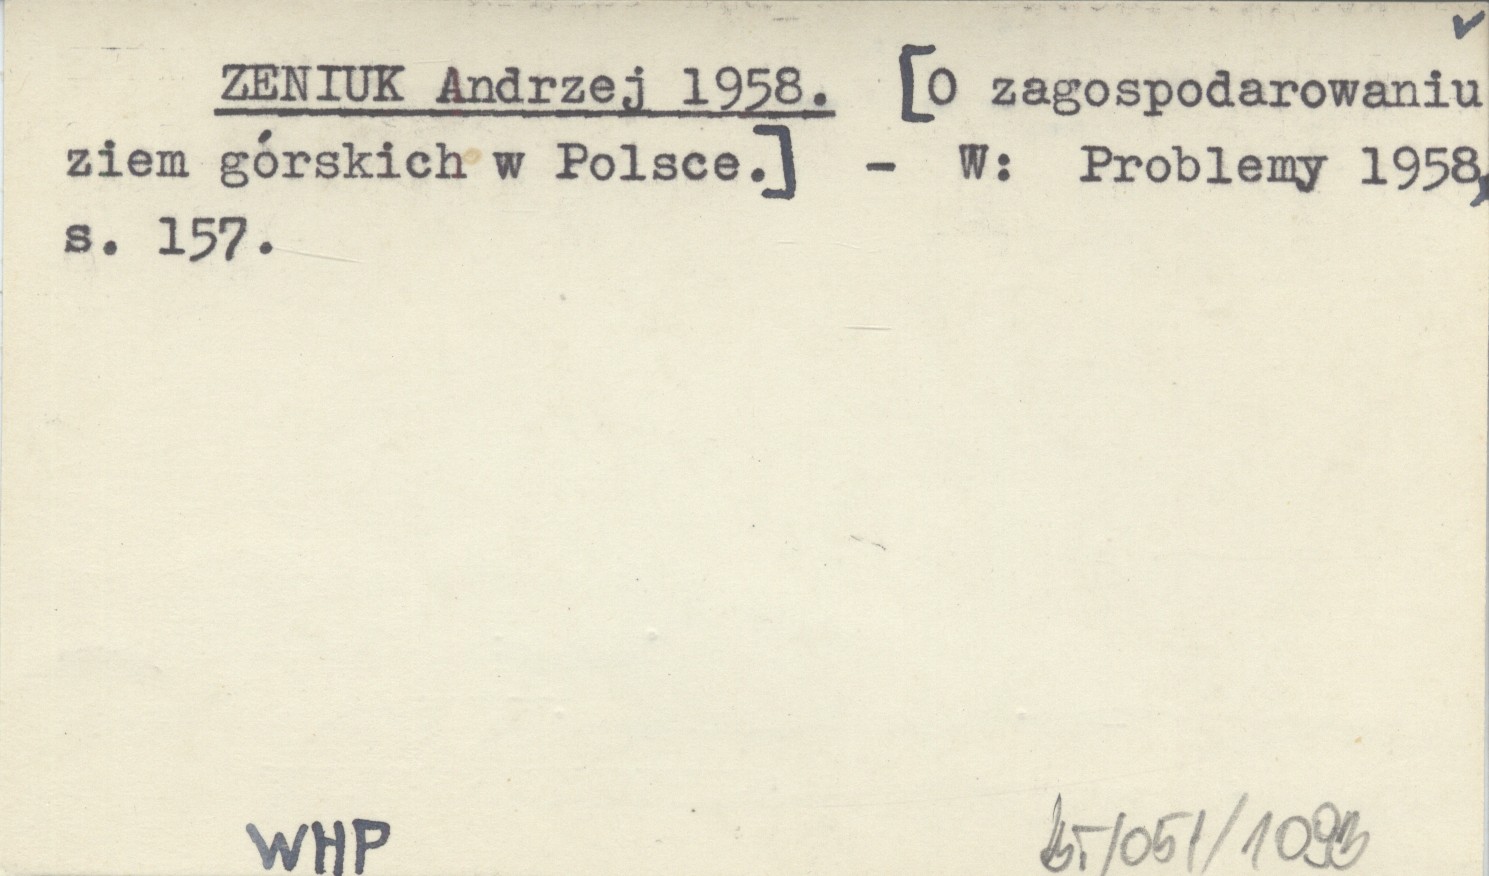 ZENIUK Andrzej 1958. [O zagospodarowaniu
ziem górskich w Polsce.] - W: Problemy 1958,
s. 157.
WHP